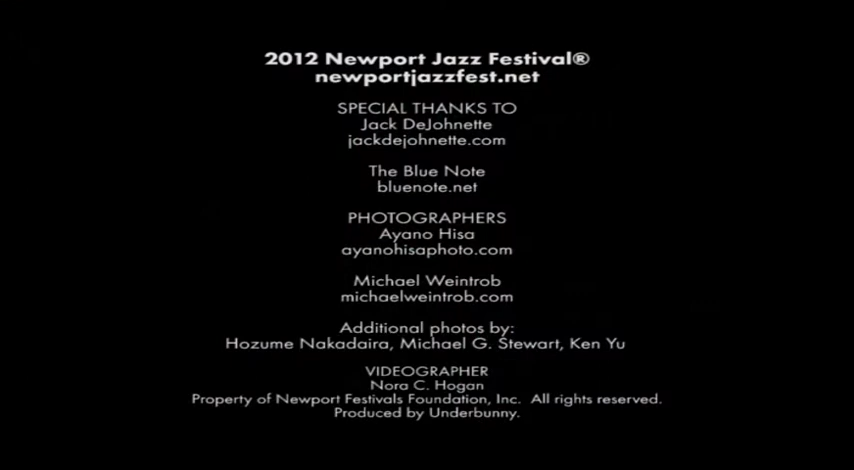 2012 Newport Jazz Festival®
newportjazzfest.net
SPECIAL THANKS TO
Jack DeJohnette
jackdejohnette.com
The Blue Note
bluenote.net
PHOTOGRAPHERS
Ayano Hisa
ayanohisaphoto.com
Michael Weintrob
michaelweintrob.com
Additional photos by:
Hozume Nakadaira, Michael G. Stewart, Ken Yu
VIDEOGRAPHER
Nora C. Hogan
Property of Newport Festivals Foundation, Inc. All rights reserved.
Produced by Underbunny.